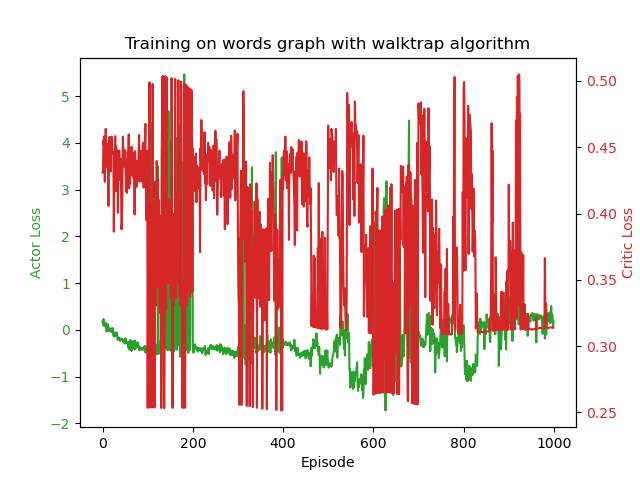 Training on words graph with walktrap algorithm
5
4
3
2
1
0
−1
−2
Actor Loss
0.50
0.45
0.40
0.35
0.30
0.25
Critic Loss
0 200 400 600 800 1000
Episode